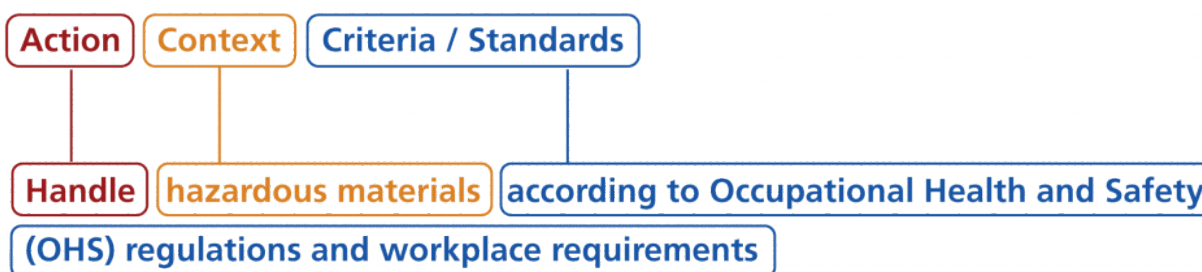 Action Context Criteria / Standards
Handle hazardous materials according to Occupational Health and Safety
(OHS) regulations and workplace requirements